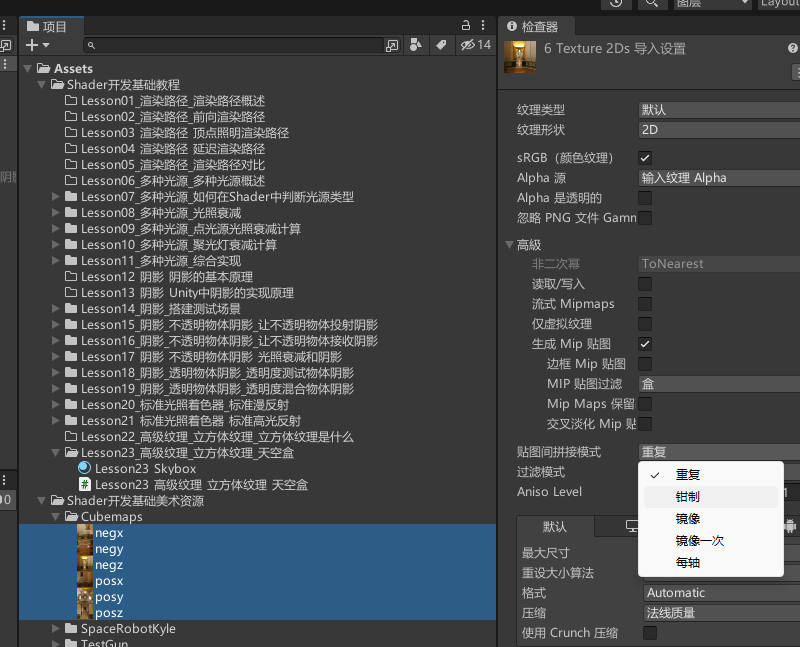 图层
Layout
项目
14
Assets
Shader开发基础教程
Lesson01_渲染路径_渲染路径概述
Lesson02_渲染路径_前向渲染路径
Lesson03_渲染路径_顶点照明渲染路径
Lesson04_渲染路径_延迟渲染路径
Lesson05_渲染路径_渲染路径对比
Lesson06_多种光源_多种光源概述
Lesson07_多种光源_如何在Shader中判断光源类型
Lesson08_多种光源_光照衰减
Lesson09_多种光源_点光源光照衰减计算
Lesson10_多种光源_聚光灯衰减计算
Lesson11_多种光源_综合实现
Lesson12_阴影_阴影的基本原理
Lesson13_阴影_Unity中阴影的实现原理
Lesson14_阴影_搭建测试场景
Lesson15_阴影_不透明物体阴影_让不透明物体投射阴影
Lesson16_阴影_不透明物体阴影_让不透明物体接收阴影
Lesson17_阴影_不透明物体阴影_光照衰减和阴影
Lesson18_阴影_透明物体阴影_透明度测试物体阴影
Lesson19_阴影_透明物体阴影_透明度混合物体阴影
Lesson20_标准光照着色器_标准漫反射
Lesson21_标准光照着色器_标准高光反射
Lesson22_高级纹理_立方体纹理_立方体纹理是什么
Lesson23_高级纹理_立方体纹理_天空盒
Lesson23_Skybox
Lesson23_高级纹理_立方体纹理_天空盒
Shader开发基础美术资源
Cubemaps
negx
negy
negz
posx
posy
posz
SpaceRobotKyle
TestGun
阴影
0
检查器
6 Texture 2Ds 导入设置
纹理类型 默认
纹理形状 2D
sRGB（颜色纹理）
Alpha 源 输入纹理 Alpha
Alpha 是透明的
忽略 PNG 文件 Gamm
高级
非二次幂 ToNearest
读取/写入
流式 Mipmaps
仅虚拟纹理
生成 Mip 贴图
边框 Mip 贴图
MIP 贴图过滤 盒
Mip Maps 保留
交叉淡化 Mip 贴
贴图间拼接模式 重复
过滤模式
Aniso Level 1
重复
钳制
镜像
镜像一次
每轴
默认
最大尺寸
重设大小算法
格式 Automatic
压缩 法线质量
使用 Crunch 压缩